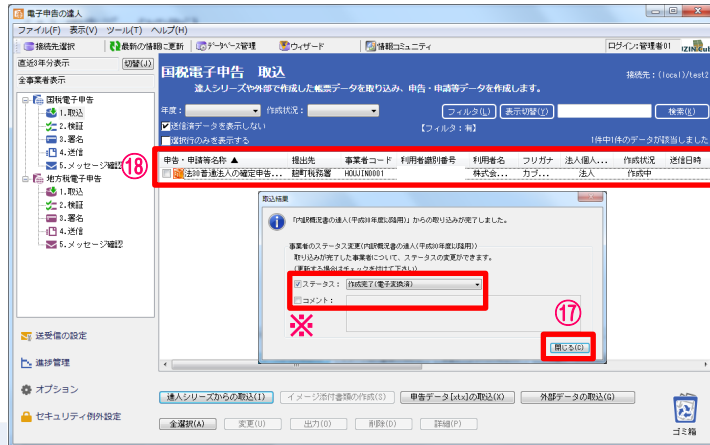 電子申告の達人
ファイル(F) 表示(V) ツール(T) ヘルプ(H)
接続先選択 最新の情報に更新 データベース管理 ウィザード 情報コミュニティ ログイン:管理者01
直近3年分表示 切替(J)
全事業者表示
国税電子申告 取込
接続先:(local)/test2
達人シリーズや外部で作成した帳票データを取り込み、申告・申請等データを作成します。
国税電子申告
1.取込
2.検証
3.署名
4.送信
5.メッセージ確認
地方税電子申告
1.取込
2.検証
3.署名
4.送信
5.メッセージ確認
年度: 作成状況: フィルタ(L) 表示切替(Y) 検索(K)
送信済データを表示しない 【フィルタ:有】
選択行のみを表示する 1件中1件のデータが該当しました
⑱
申告・申請等名称 ▲ 提出先 事業者コード 利用者識別番号 利用者名 フリガナ 法人個人... 作成状況 送信日時
法30普通法人の確定申告... 麹町税務署 HOUJIN0001 株式会... カブ... 法人 作成中
取込結果
「内訳概況書の達人(平成30年度以降用)」からの取り込みが完了しました。
事業者のステータス変更(内訳概況書の達人(平成30年度以降用))
取り込みが完了した事業者について、ステータスの変更ができます。
(更新する場合はチェックを付けて下さい)
ステータス: 作成完了(電子変換済)
コメント:
※
⑰
閉じる(C)
送受信の設定
進捗管理
オプション
セキュリティ例外設定
達人シリーズからの取込(I) イメージ添付書類の作成(S) 申告データ[xtx]の取込(X) 外部データの取込(G)
全選択(A) 変更(U) 出力(O) 削除(D) 詳細(P)
ゴミ箱